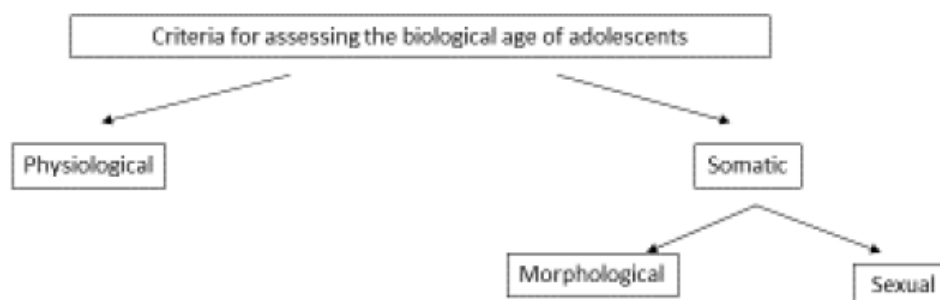 Criteria for assessing the biological age of adolescents
Physiological
Somatic
Morphological
Sexual